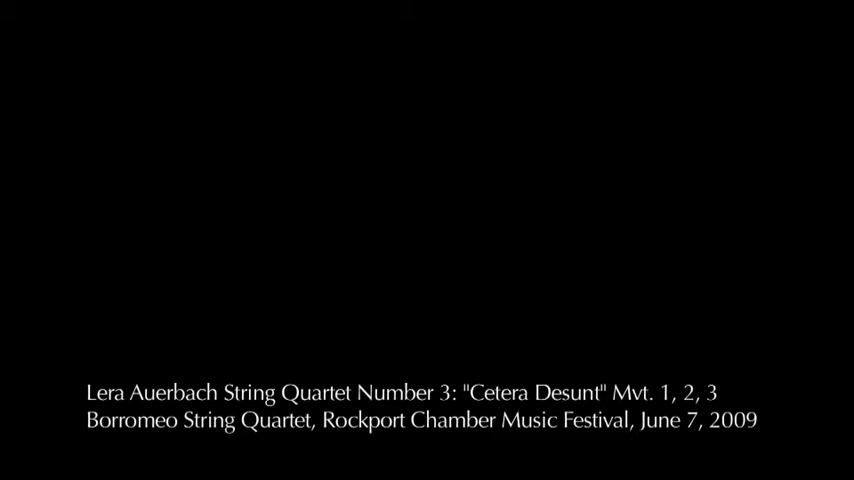 Lera Auerbach String Quartet Number 3: "Cetera Desunt" Mvt. 1, 2, 3
Borromeo String Quartet, Rockport Chamber Music Festival, June 7, 2009